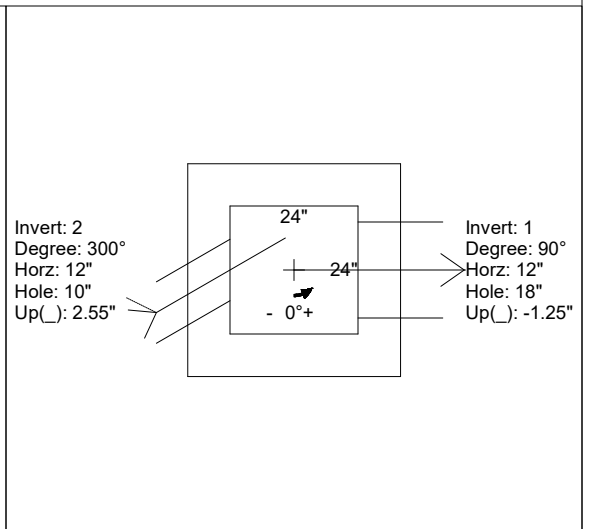 Invert: 2
Degree: 300°
Horz: 12"
Hole: 10"
Up(_): 2.55"
24"
24"
- 0°+
Invert: 1
Degree: 90°
Horz: 12"
Hole: 18"
Up(_): -1.25"